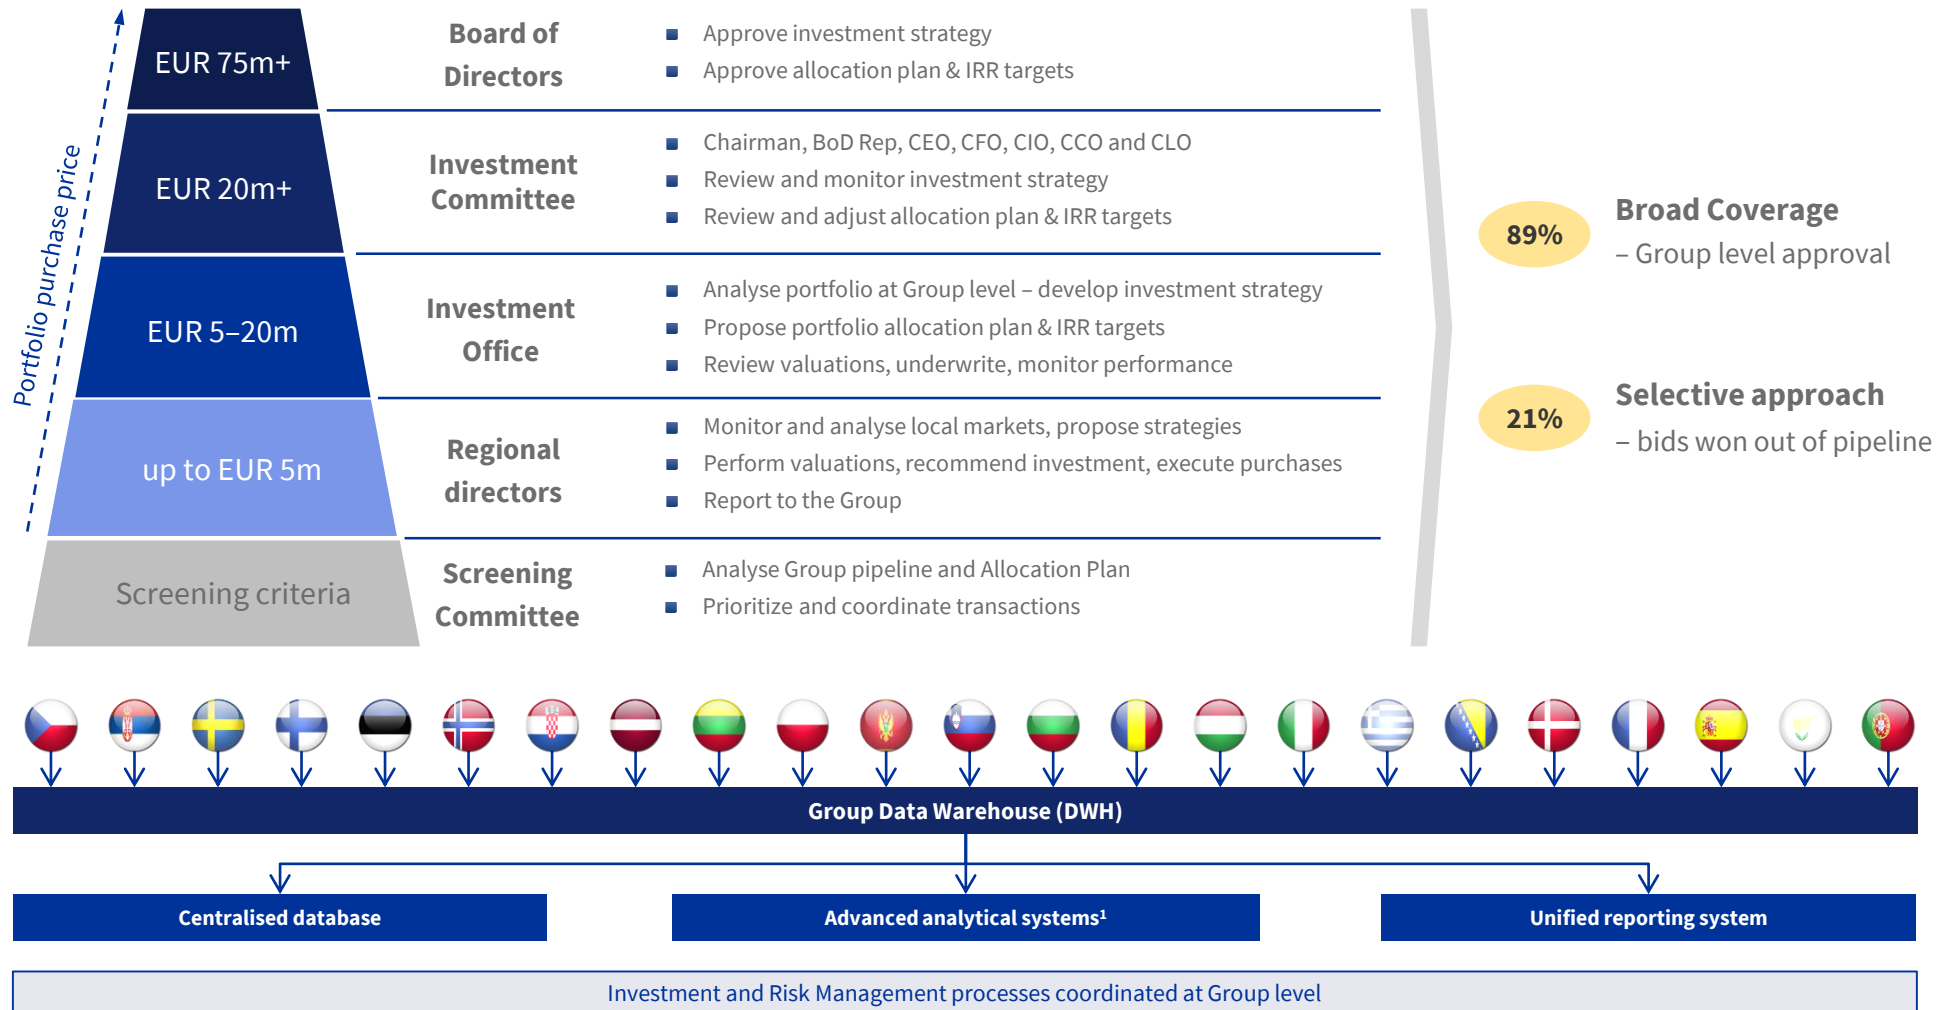 Portfolio purchase price
EUR 75m+
Board of
Directors
Approve investment strategy
Approve allocation plan & IRR targets
EUR 20m+
Investment
Committee
Chairman, BoD Rep, CEO, CFO, CIO, CCO and CLO
Review and monitor investment strategy
Review and adjust allocation plan & IRR targets
EUR 5–20m
Investment
Office
Analyse portfolio at Group level – develop investment strategy
Propose portfolio allocation plan & IRR targets
Review valuations, underwrite, monitor performance
up to EUR 5m
Regional
directors
Monitor and analyse local markets, propose strategies
Perform valuations, recommend investment, execute purchases
Report to the Group
Screening criteria
Screening
Committee
Analyse Group pipeline and Allocation Plan
Prioritize and coordinate transactions
89%
Broad Coverage
– Group level approval
21%
Selective approach
– bids won out of pipeline
Group Data Warehouse (DWH)
Centralised database
Advanced analytical systems¹
Unified reporting system
Investment and Risk Management processes coordinated at Group level